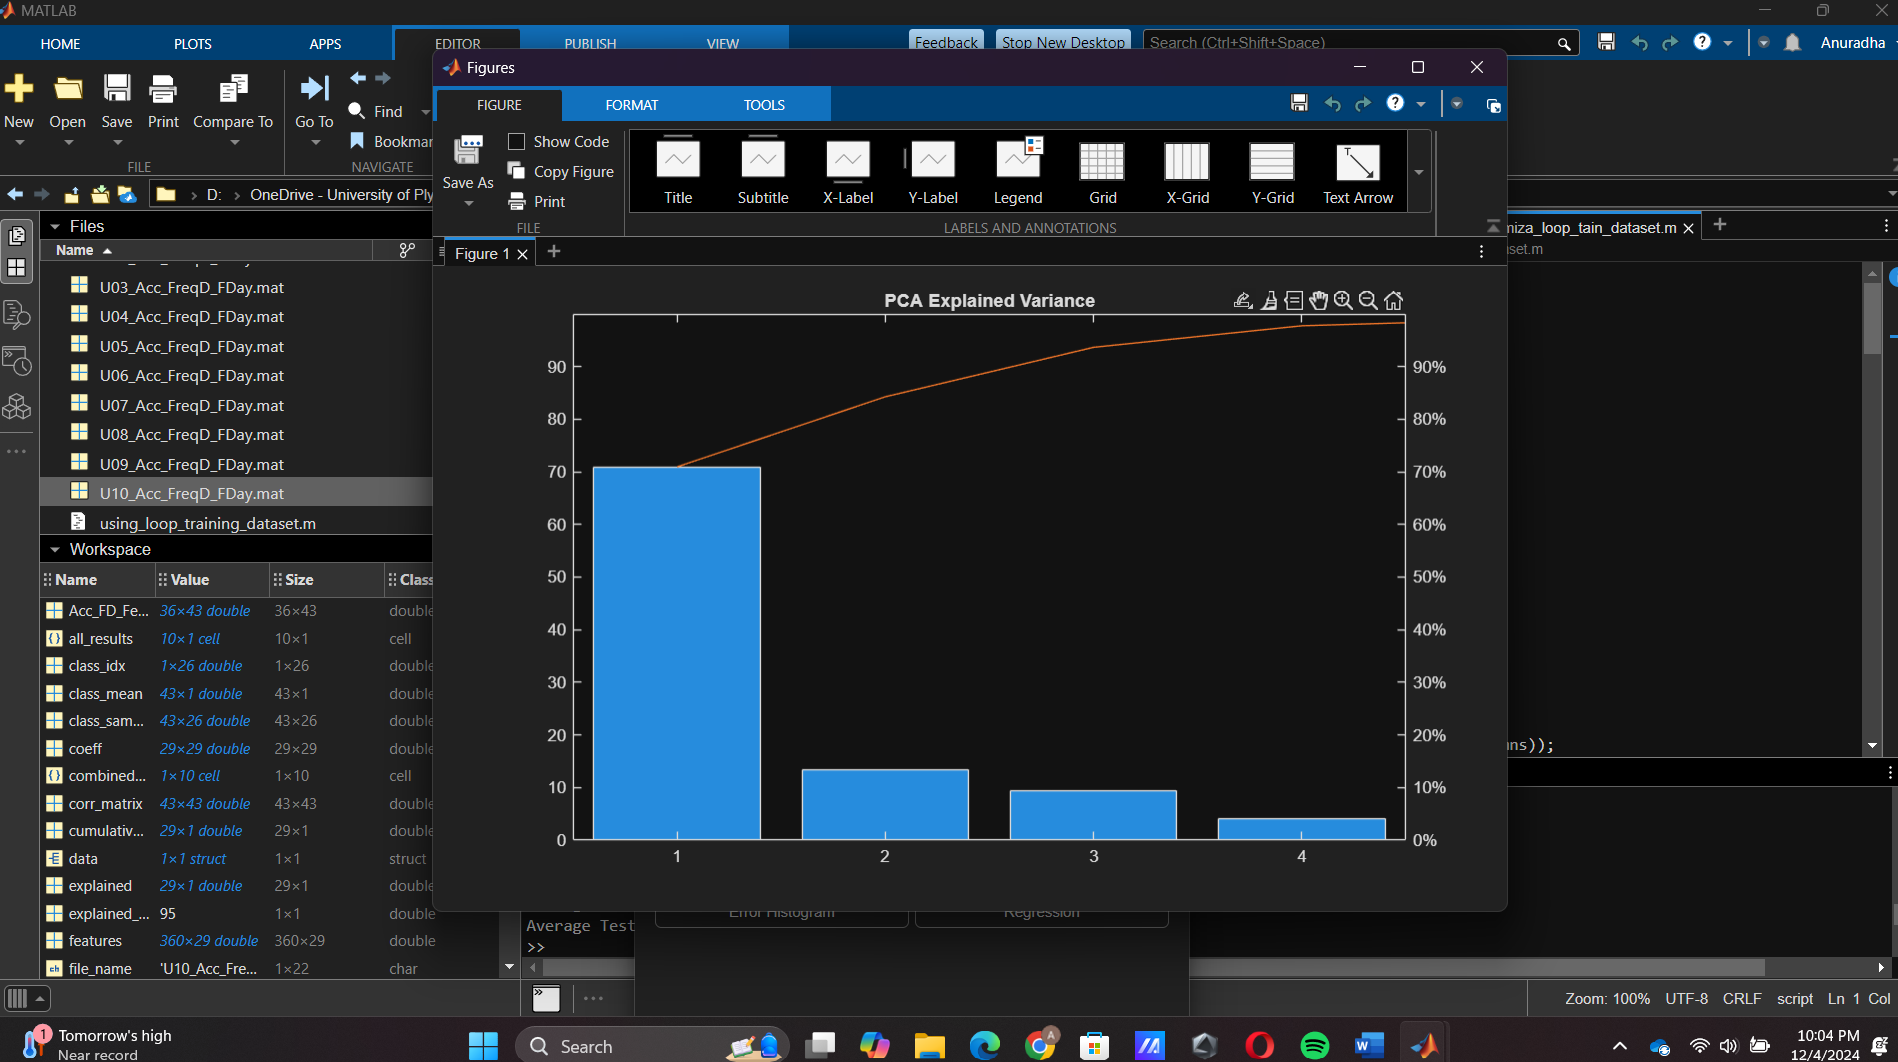 MATLAB
HOME
PLOTS
APPS
EDITOR
PUBLISH
VIEW
Feedback
Stop New Desktop
Search (Ctrl+Shift+Space)
Anuradha
New
Open
Save
Print
Compare To
Go To
Find
Bookmar
FILE
NAVIGATE
D:
OneDrive - University of Ply
Files
Name
U03_Acc_FreqD_FDay.mat
U04_Acc_FreqD_FDay.mat
U05_Acc_FreqD_FDay.mat
U06_Acc_FreqD_FDay.mat
U07_Acc_FreqD_FDay.mat
U08_Acc_FreqD_FDay.mat
U09_Acc_FreqD_FDay.mat
U10_Acc_FreqD_FDay.mat
using_loop_training_dataset.m
Workspace
Name Value Size Class
Acc_FD_Fe... 36×43 double 36×43 double
all_results 10×1 cell 10×1 cell
class_idx 1×26 double 1×26 double
class_mean 43×1 double 43×1 double
class_sam... 43×26 double 43×26 double
coeff 29×29 double 29×29 double
combined... 1×10 cell 1×10 cell
corr_matrix 43×43 double 43×43 double
cumulativ... 29×1 double 29×1 double
data 1×1 struct 1×1 struct
explained 29×1 double 29×1 double
explained_... 95 1×1 double
features 360×29 double 360×29 double
file_name 'U10_Acc_Fre... 1×22 char
Figures
FIGURE
FORMAT
TOOLS
Save As
Show Code
Copy Figure
Print
FILE
Title
Subtitle
X-Label
Y-Label
Legend
Grid
X-Grid
Y-Grid
Text Arrow
LABELS AND ANNOTATIONS
Figure 1
PCA Explained Variance
90
80
70
60
50
40
30
20
10
0
90%
80%
70%
60%
50%
40%
30%
20%
10%
0%
1
2
3
4
niza_loop_tain_dataset.m
set.m
ns));
Error Histogram
Regression
Average Test
>>
Zoom: 100%
UTF-8
CRLF
script
Ln 1 Col
1
Tomorrow's high
Near record
Search
A
10:04 PM
12/4/2024